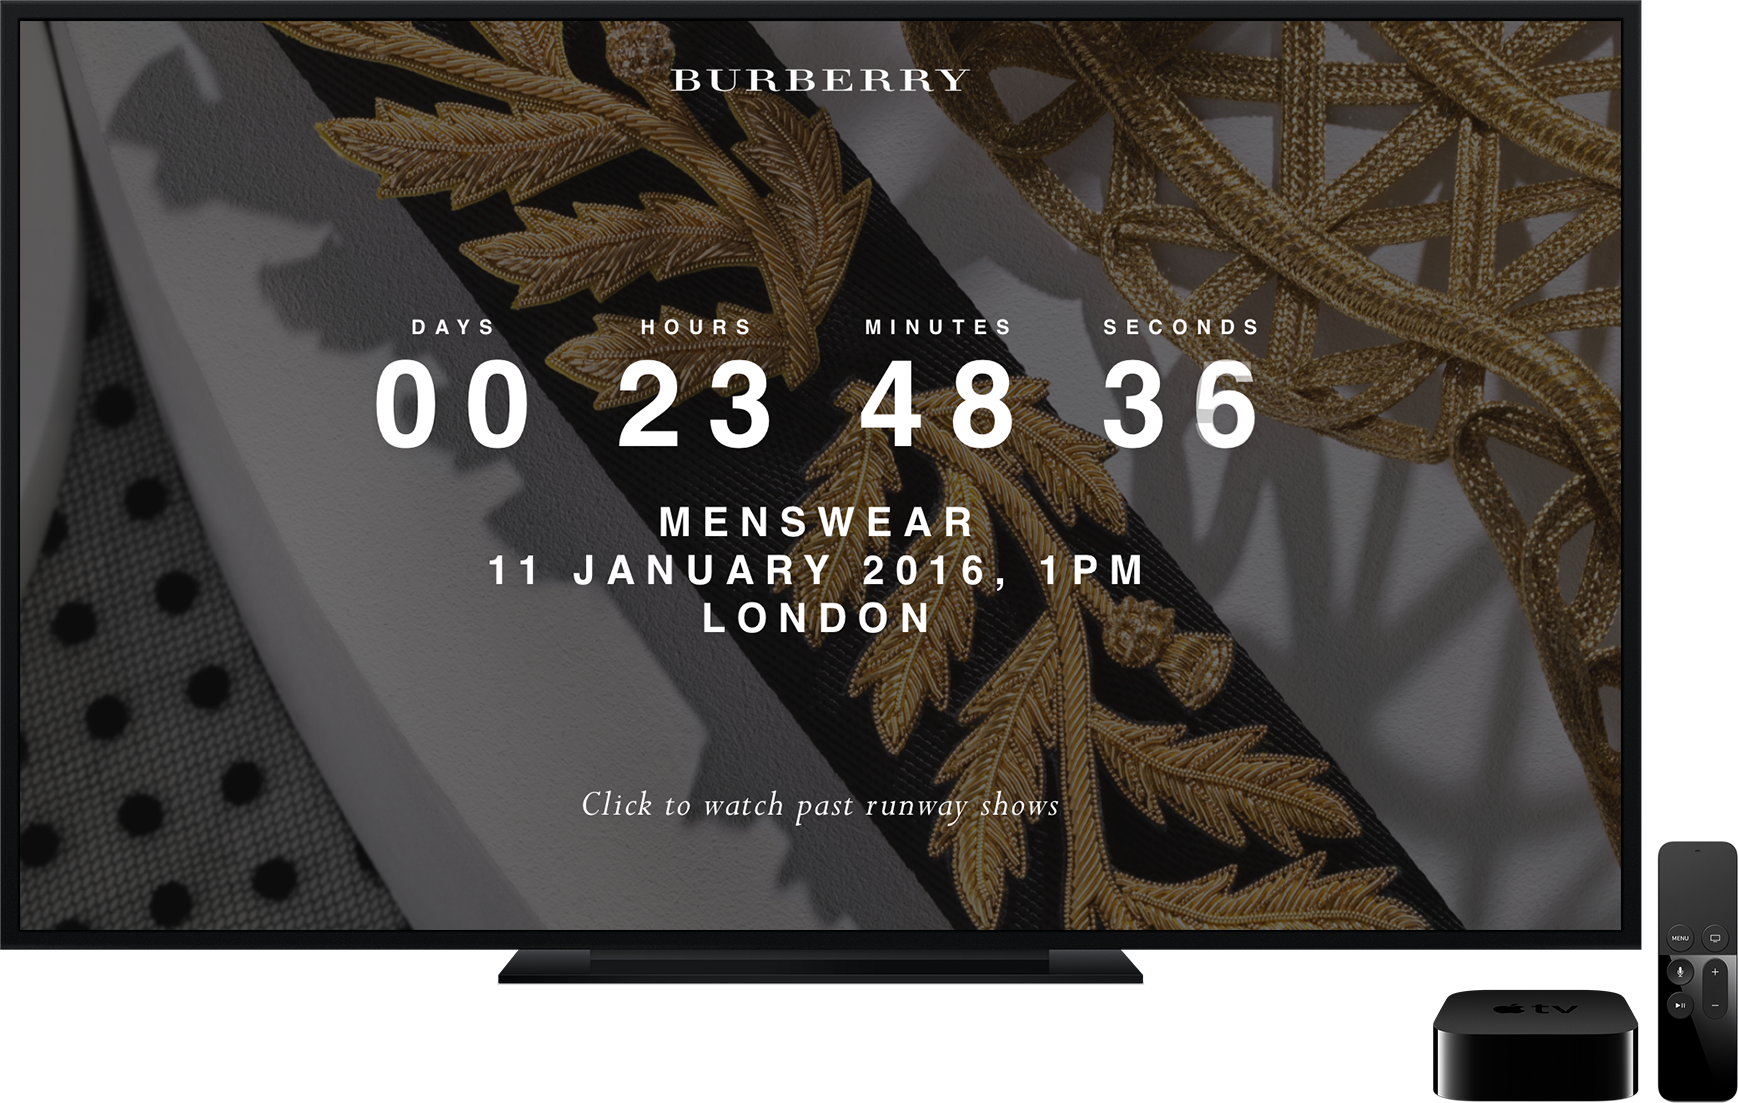 BURBERRY
DAYS HOURS MINUTES SECONDS
00 23 48 36
MENSWEAR
11 JANUARY 2016, 1PM
LONDON
Click to watch past runway shows
MENU
tv